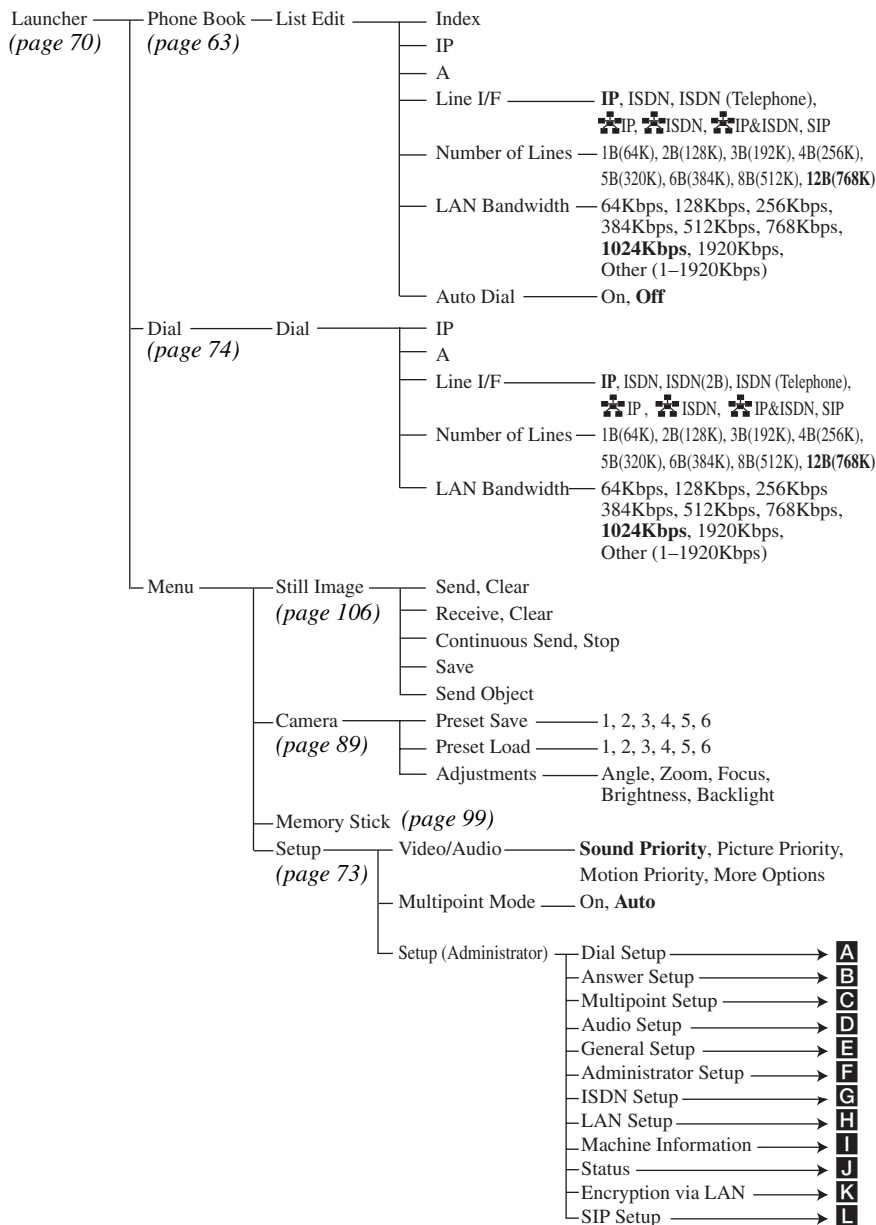 Launcher Phone Book List Edit Index
(page 70) (page 63) IP
A
Line I/F IP, ISDN, ISDN (Telephone),
IP, ISDN, IP&ISDN, SIP
Number of Lines 1B(64K), 2B(128K), 3B(192K), 4B(256K),
5B(320K), 6B(384K), 8B(512K), 12B(768K)
LAN Bandwidth 64Kbps, 128Kbps, 256Kbps,
384Kbps, 512Kbps, 768Kbps,
1024Kbps, 1920Kbps,
Other (1–1920Kbps)
Auto Dial On, Off
Dial Dial IP
(page 74) A
Line I/F IP, ISDN, ISDN(2B), ISDN (Telephone),
IP , ISDN, IP&ISDN, SIP
Number of Lines 1B(64K), 2B(128K), 3B(192K), 4B(256K),
5B(320K), 6B(384K), 8B(512K), 12B(768K)
LAN Bandwidth 64Kbps, 128Kbps, 256Kbps
384Kbps, 512Kbps, 768Kbps,
1024Kbps, 1920Kbps,
Other (1–1920Kbps)
Menu Still Image Send, Clear
(page 106) Receive, Clear
Continuous Send, Stop
Save
Send Object
Camera Preset Save 1, 2, 3, 4, 5, 6
(page 89) Preset Load 1, 2, 3, 4, 5, 6
Adjustments Angle, Zoom, Focus,
Brightness, Backlight
Memory Stick (page 99)
Setup Video/Audio Sound Priority, Picture Priority,
(page 73) Motion Priority, More Options
Multipoint Mode On, Auto
Setup (Administrator) Dial Setup A
Answer Setup B
Multipoint Setup C
Audio Setup D
General Setup E
Administrator Setup F
ISDN Setup G
LAN Setup H
Machine Information I
Status J
Encryption via LAN K
SIP Setup L